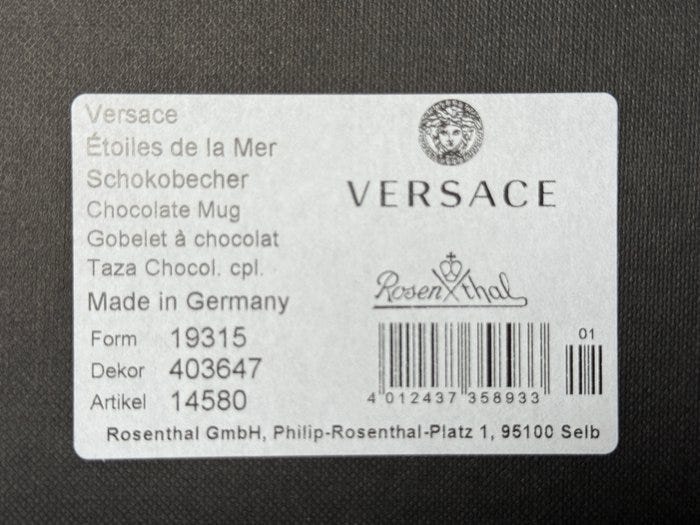 Versace
Étoiles de la Mer
Schokobecher
Chocolate Mug
Gobelet à chocolat
Taza Chocol. cpl.
Made in Germany
Form 19315
Dekor 403647
Artikel 14580
VERSACE
Rosenthal
01
4 012437 358933
Rosenthal GmbH, Philip-Rosenthal-Platz 1, 95100 Selb